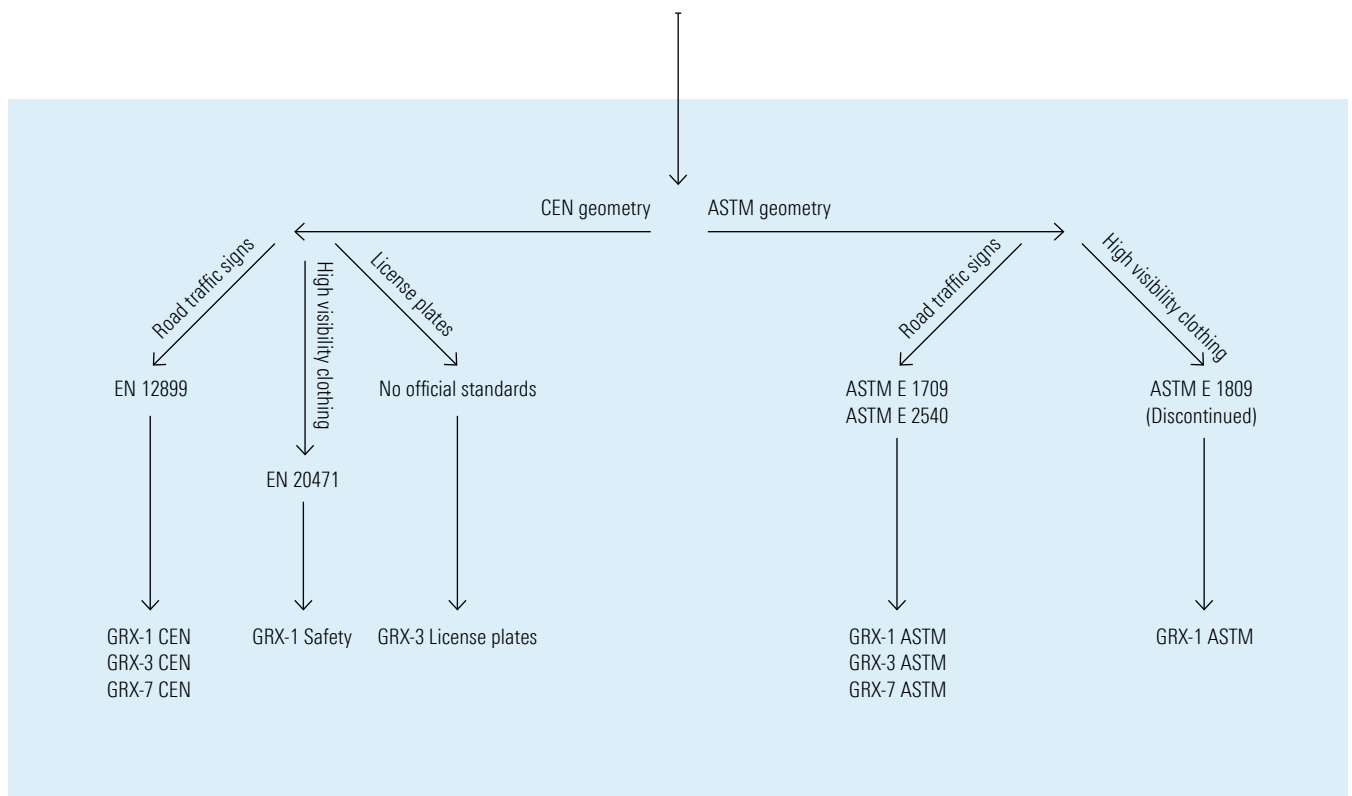 CEN geometry
ASTM geometry
Road traffic signs
High visibility clothing
License plates
Road traffic signs
High visibility clothing
EN 12899
No official standards
ASTM E 1709
ASTM E 2540
ASTM E 1809
(Discontinued)
EN 20471
GRX-1 CEN
GRX-3 CEN
GRX-7 CEN
GRX-1 Safety
GRX-3 License plates
GRX-1 ASTM
GRX-3 ASTM
GRX-7 ASTM
GRX-1 ASTM